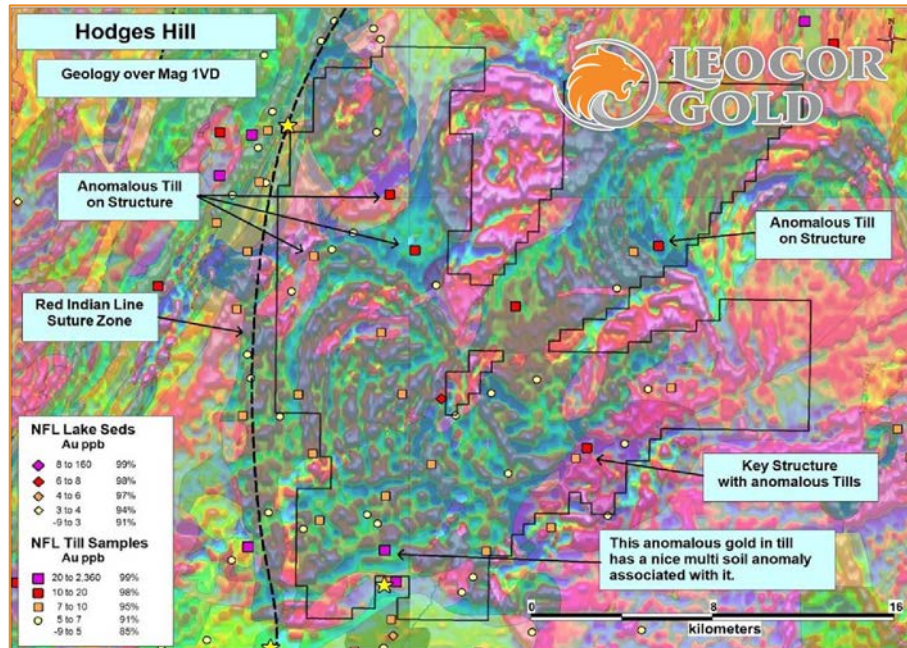 Hodges Hill
Geology over Mag 1VD
LEOCOR
GOLD
N
Anomalous Till
on Structure
Anomalous Till
on Structure
Red Indian Line
Suture Zone
NFL Lake Seds
Au ppb
8 to 160 99%
6 to 8 98%
4 to 6 97%
3 to 4 94%
-9 to 3 91%
NFL Till Samples
Au ppb
20 to 2,360 99%
10 to 20 98%
7 to 10 95%
5 to 7 91%
-9 to 5 85%
Key Structure
with anomalous Tills
This anomalous gold in till
has a nice multi soil anomaly
associated with it.
0 8 16
kilometers